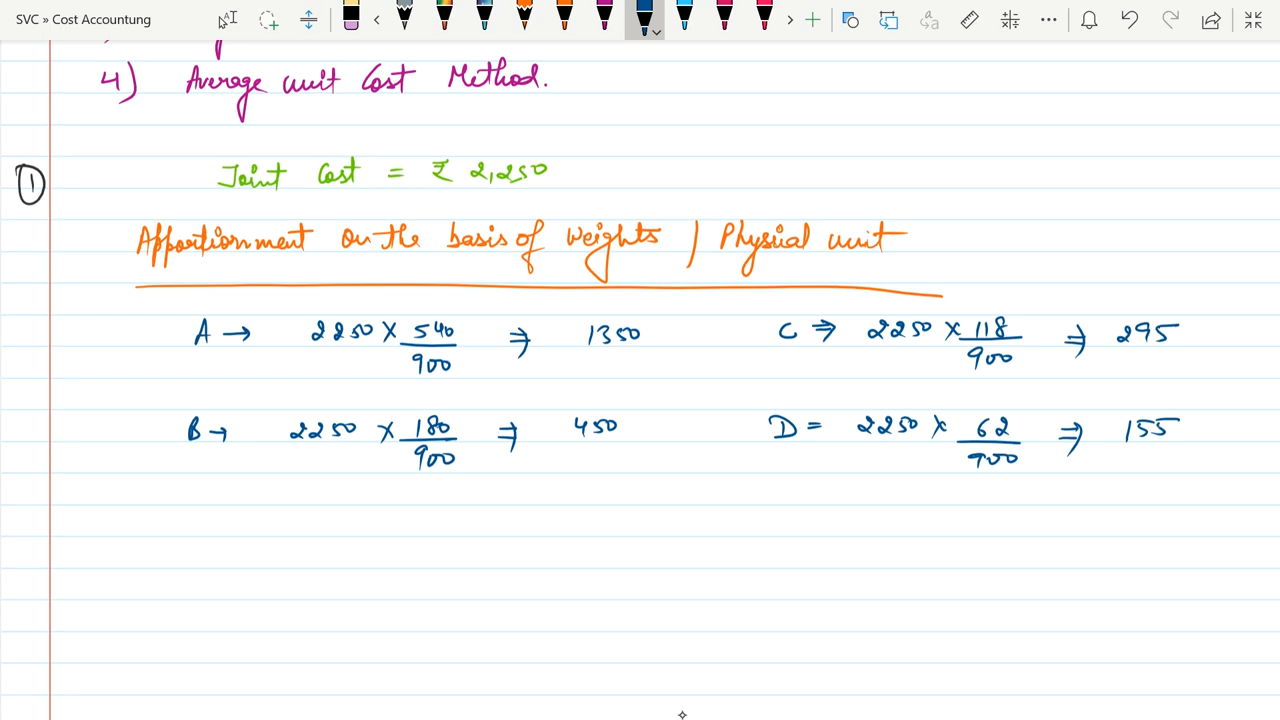 SVC » Cost Accountung
4) Average unit Cost Method.
① Joint Cost = ₹ 2,250
Apportionment on the basis of weights / Physical unit
A → 2250 × 540/900 ⇒ 1350
C ⇒ 2250 × 118/900 ⇒ 295
B → 2250 × 180/900 ⇒ 450
D = 2250 × 62/900 ⇒ 155